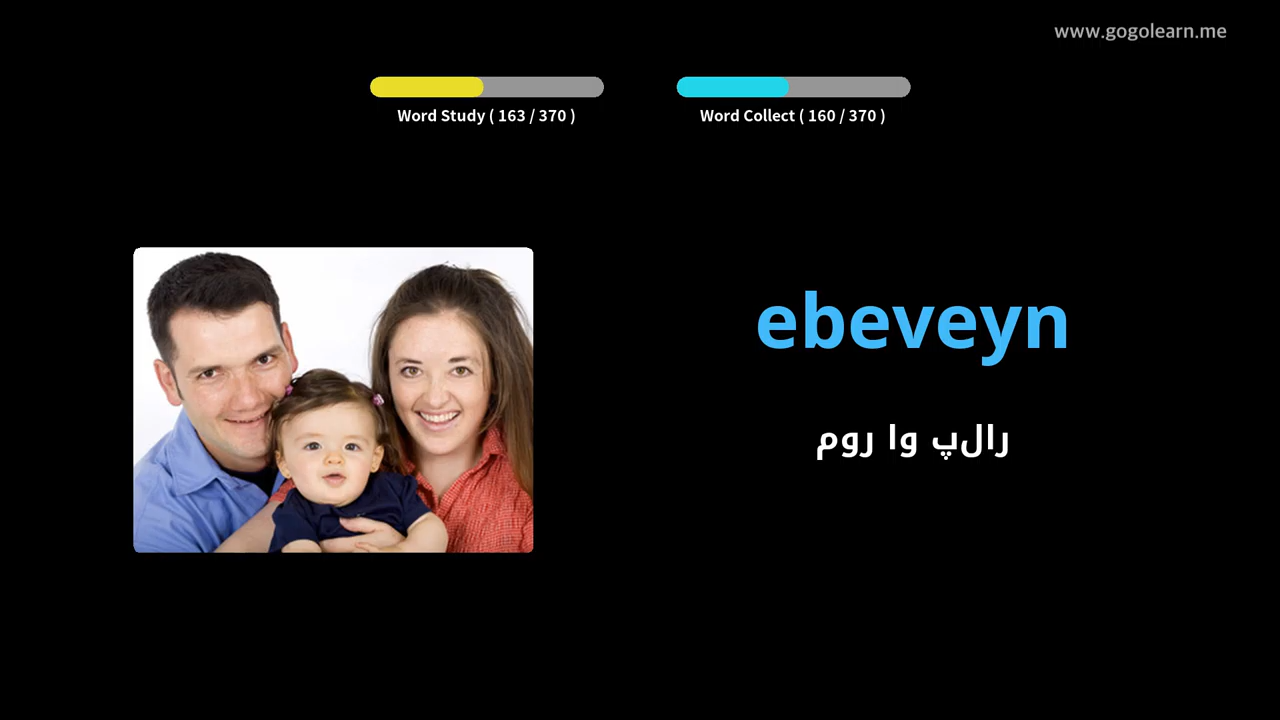 www.gogolearn.me
Word Study ( 163 / 370 )
Word Collect ( 160 / 370 )
ebeveyn
رالپ وا روم